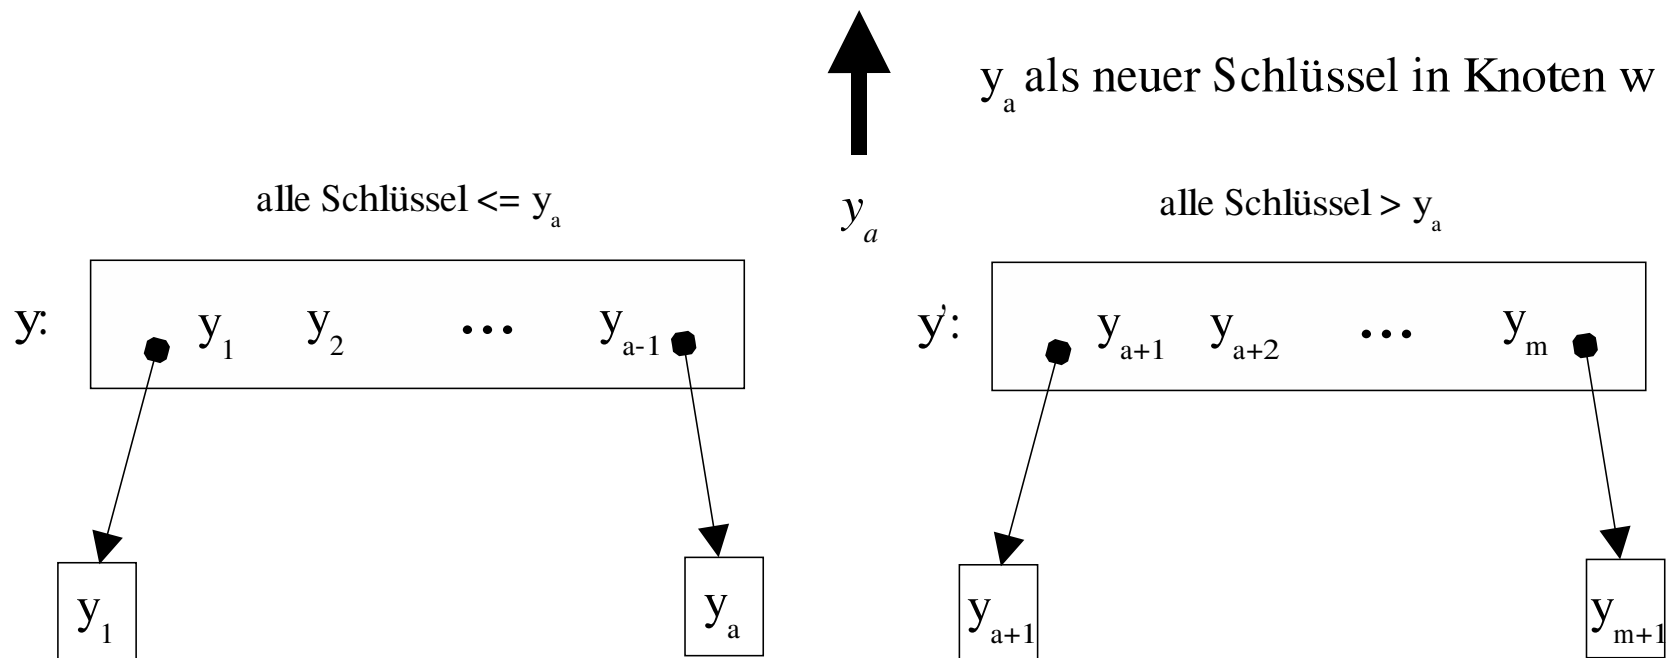 y_a als neuer Schlüssel in Knoten w
alle Schlüssel <= y_a
y_a
alle Schlüssel > y_a
y: y_1 y_2 ... y_a-1
y': y_a+1 y_a+2 ... y_m
y_1
y_a
y_a+1
y_m+1